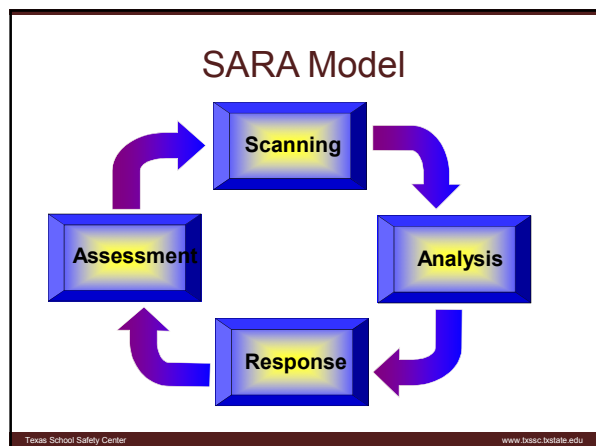 SARA Model
Scanning
Assessment
Analysis
Response
Texas School Safety Center
www.txssc.txstate.edu